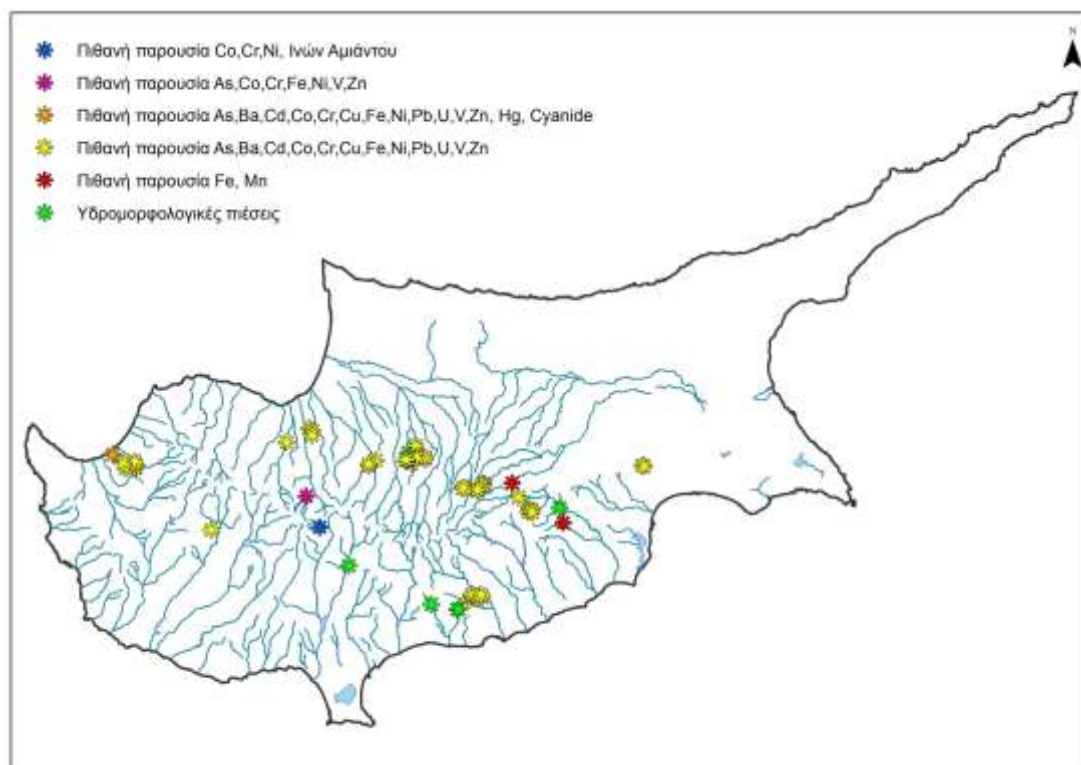 N
Πιθανή παρουσία Co,Cr,Ni, Ινών Αμιάντου
Πιθανή παρουσία As,Co,Cr,Fe,Ni,V,Zn
Πιθανή παρουσία As,Ba,Cd,Co,Cr,Cu,Fe,Ni,Pb,U,V,Zn, Hg, Cyanide
Πιθανή παρουσία As,Ba,Cd,Co,Cr,Cu,Fe,Ni,Pb,U,V,Zn
Πιθανή παρουσία Fe, Mn
Υδρομορφολογικές πιέσεις